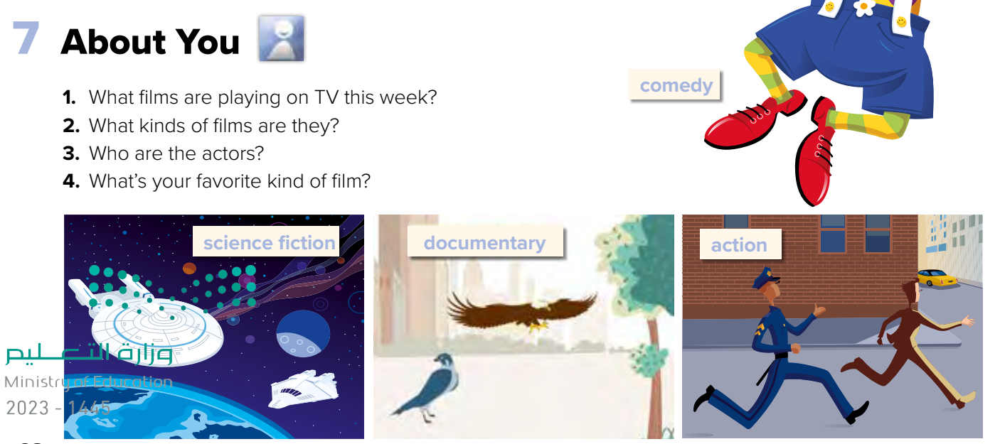 7 About You
1. What films are playing on TV this week?
2. What kinds of films are they?
3. Who are the actors?
4. What's your favorite kind of film?
comedy
science fiction
documentary
action
وزارة التعليم
Ministry of Education
2023 - 1445